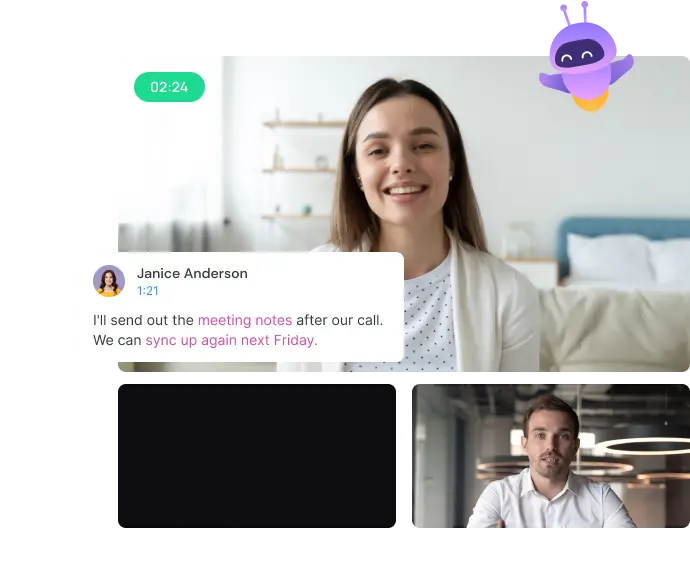 02:24
Janice Anderson
1:21
I'll send out the meeting notes after our call.
We can sync up again next Friday.